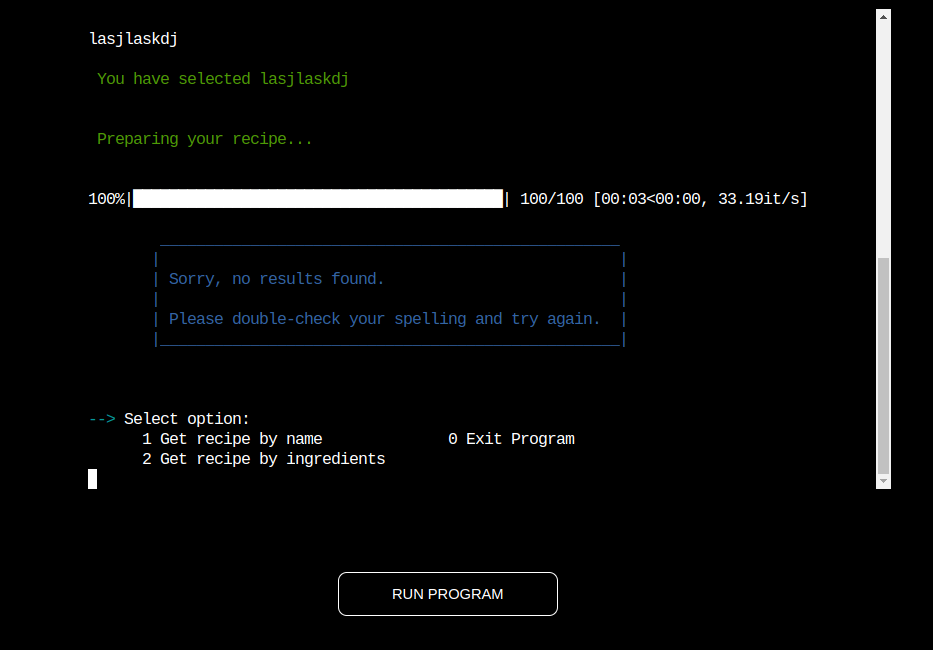 lasjlaskdj
You have selected lasjlaskdj
Preparing your recipe...
100%| | 100/100 [00:03<00:00, 33.19it/s]
Sorry, no results found.
Please double-check your spelling and try again.
--> Select option:
1 Get recipe by name 0 Exit Program
2 Get recipe by ingredients
RUN PROGRAM